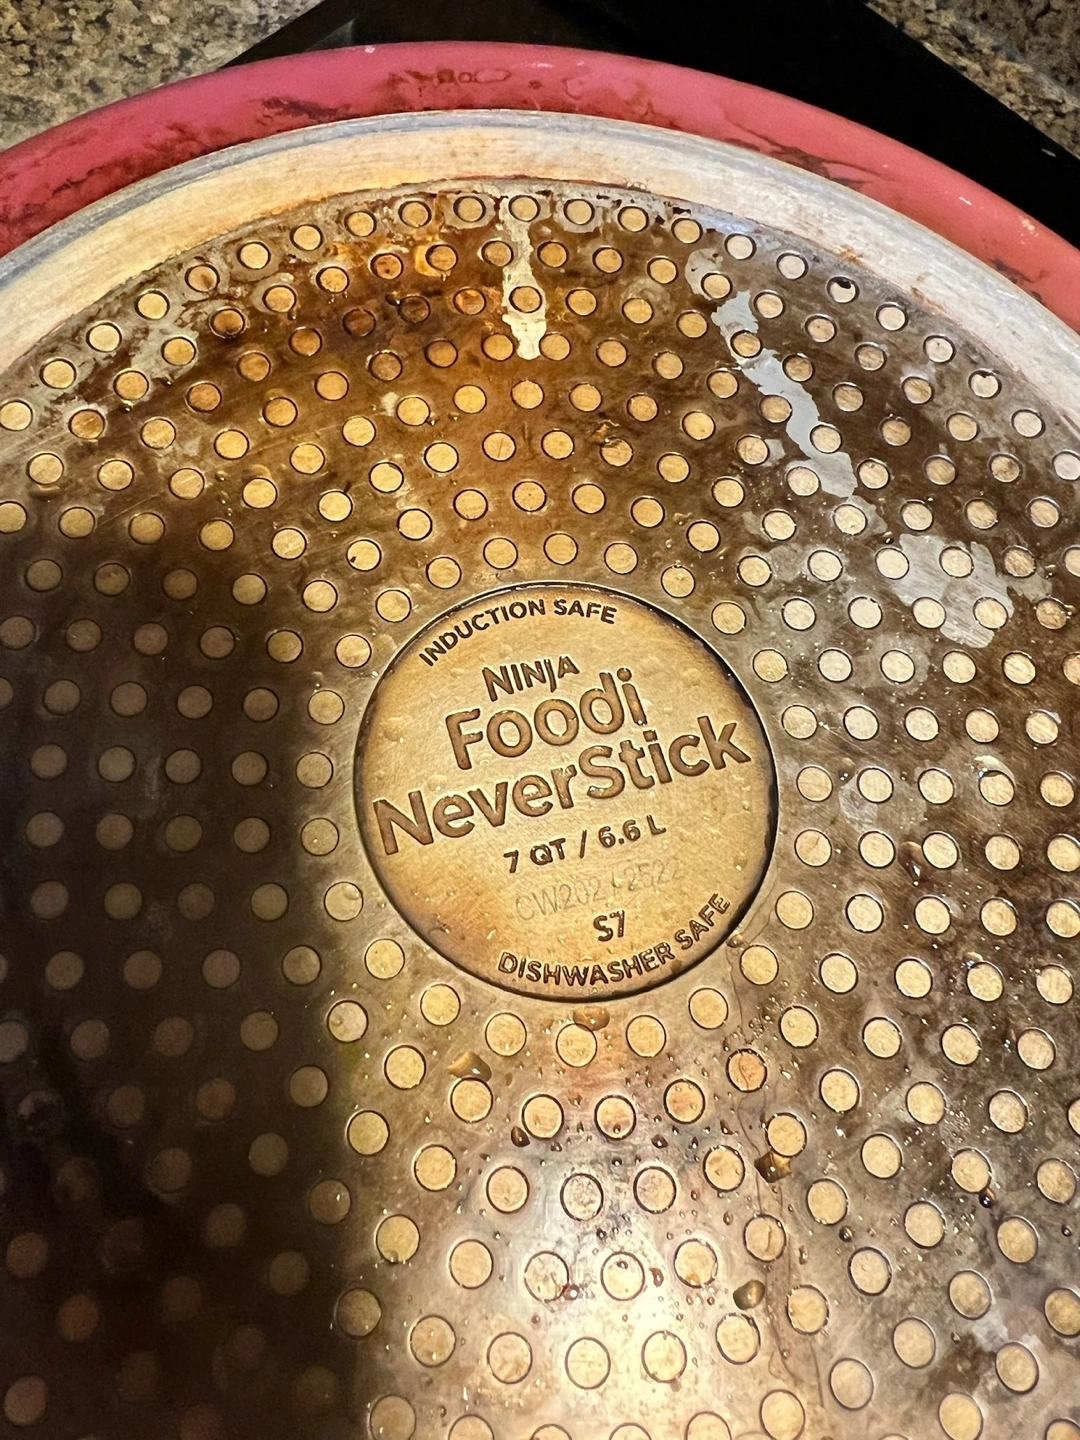 INDUCTION SAFE
NINJA
Foodi
NeverStick
7 QT / 6.6 L
S7
DISHWASHER SAFE